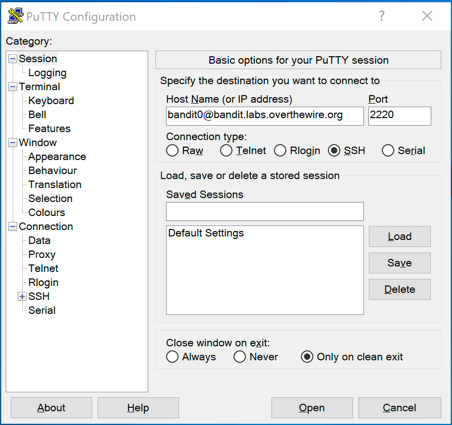 PuTTY Configuration
?
Category:
Session
Logging
Terminal
Keyboard
Bell
Features
Window
Appearance
Behaviour
Translation
Selection
Colours
Connection
Data
Proxy
Telnet
Rlogin
SSH
Serial
Basic options for your PuTTY session
Specify the destination you want to connect to
Host Name (or IP address) Port
bandit0@bandit.labs.overthewire.org 2220
Connection type:
Raw Telnet Rlogin SSH Serial
Load, save or delete a stored session
Saved Sessions
Default Settings
Load
Save
Delete
Close window on exit:
Always Never Only on clean exit
About Help Open Cancel